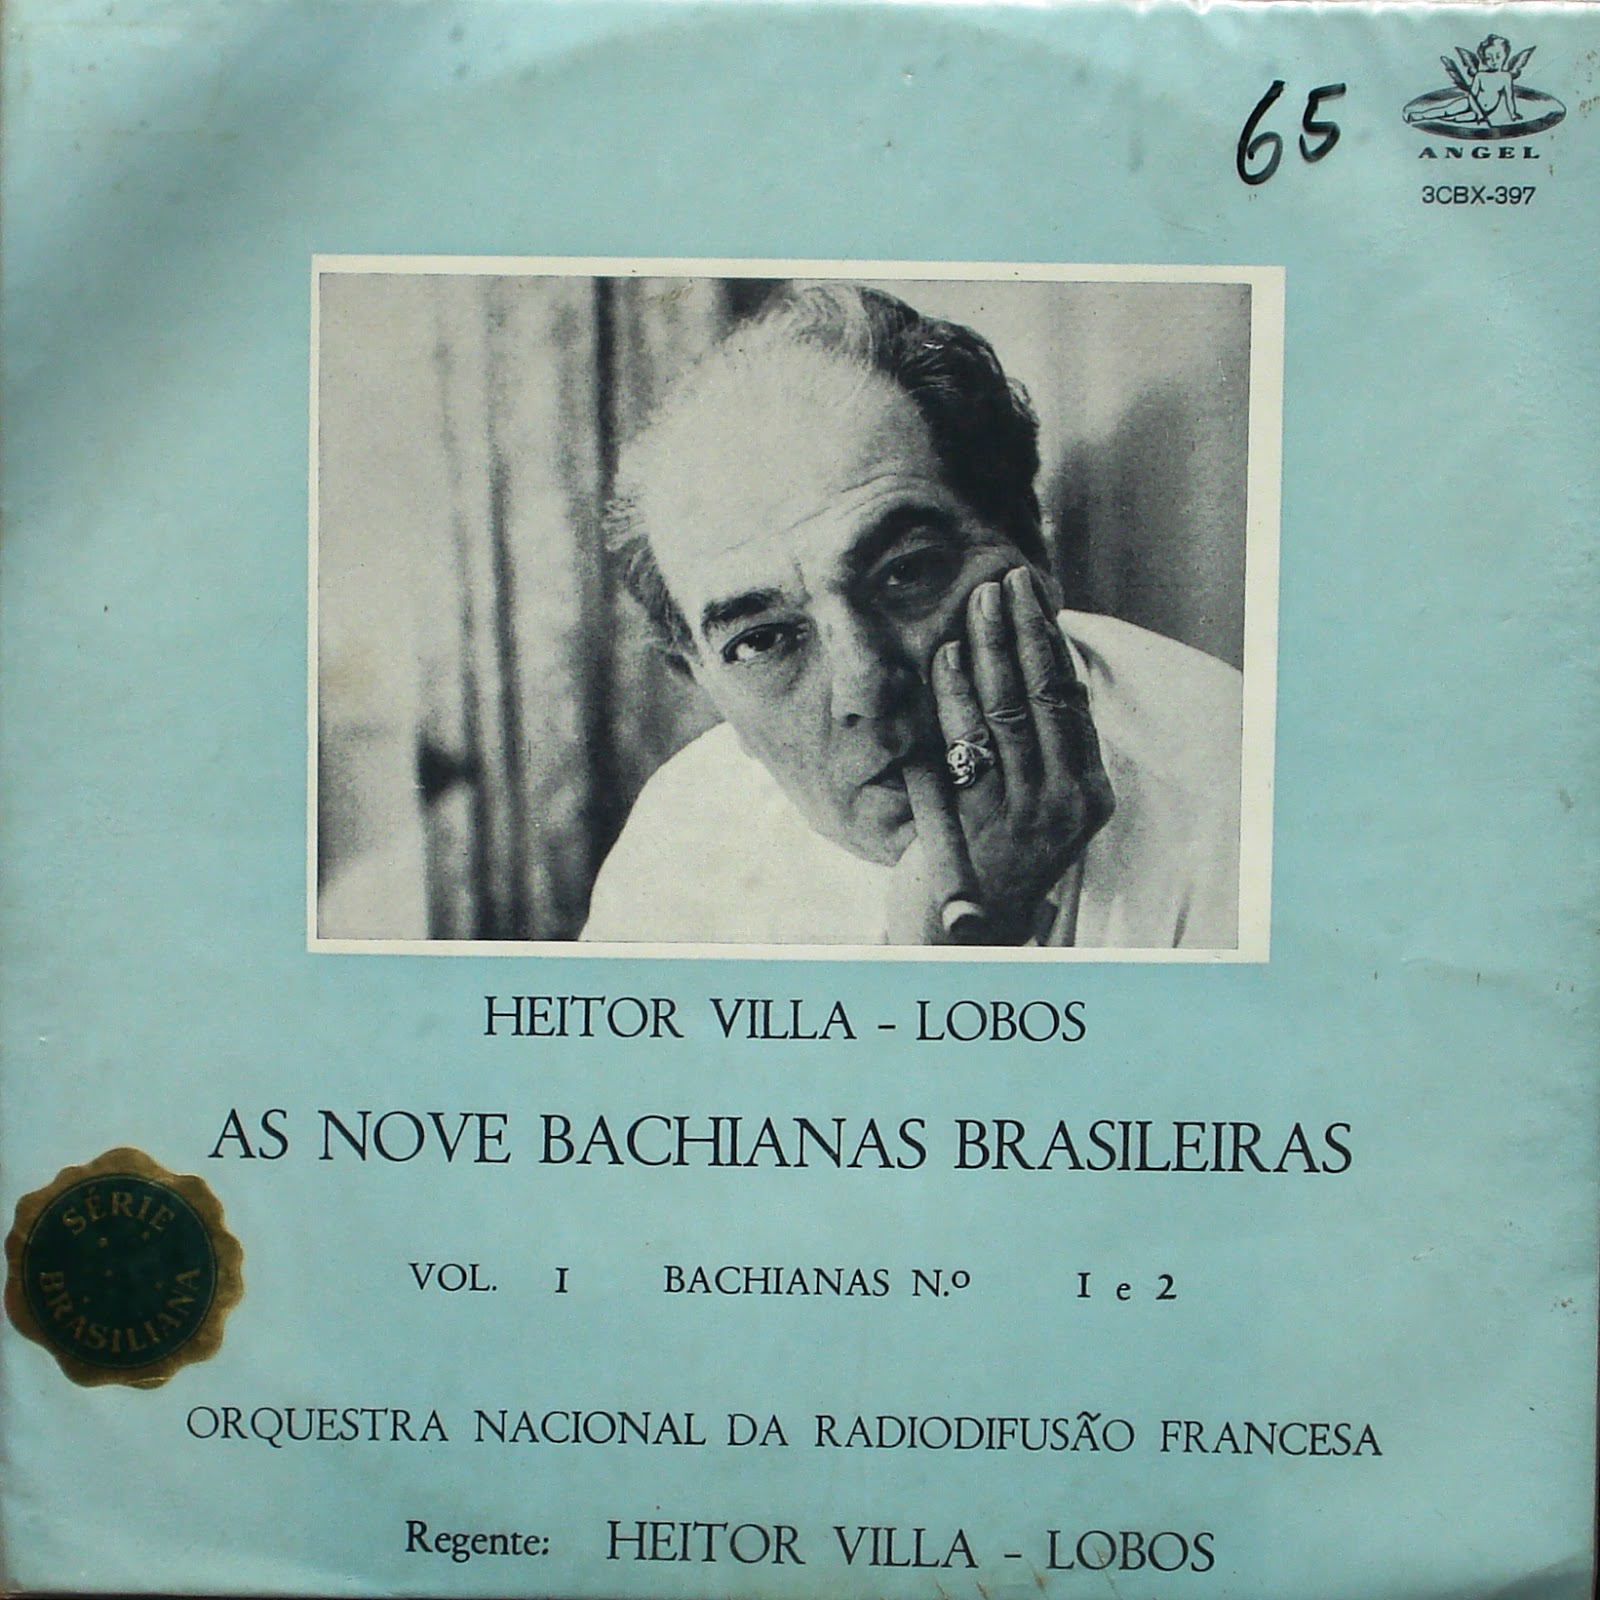 65
ANGEL
3CBX-397
HEITOR VILLA - LOBOS
AS NOVE BACHIANAS BRASILEIRAS
SÉRIE
BRASILIANA
VOL. I BACHIANAS N.º I e 2
ORQUESTRA NACIONAL DA RADIODIFUSÃO FRANCESA
Regente: HEITOR VILLA - LOBOS